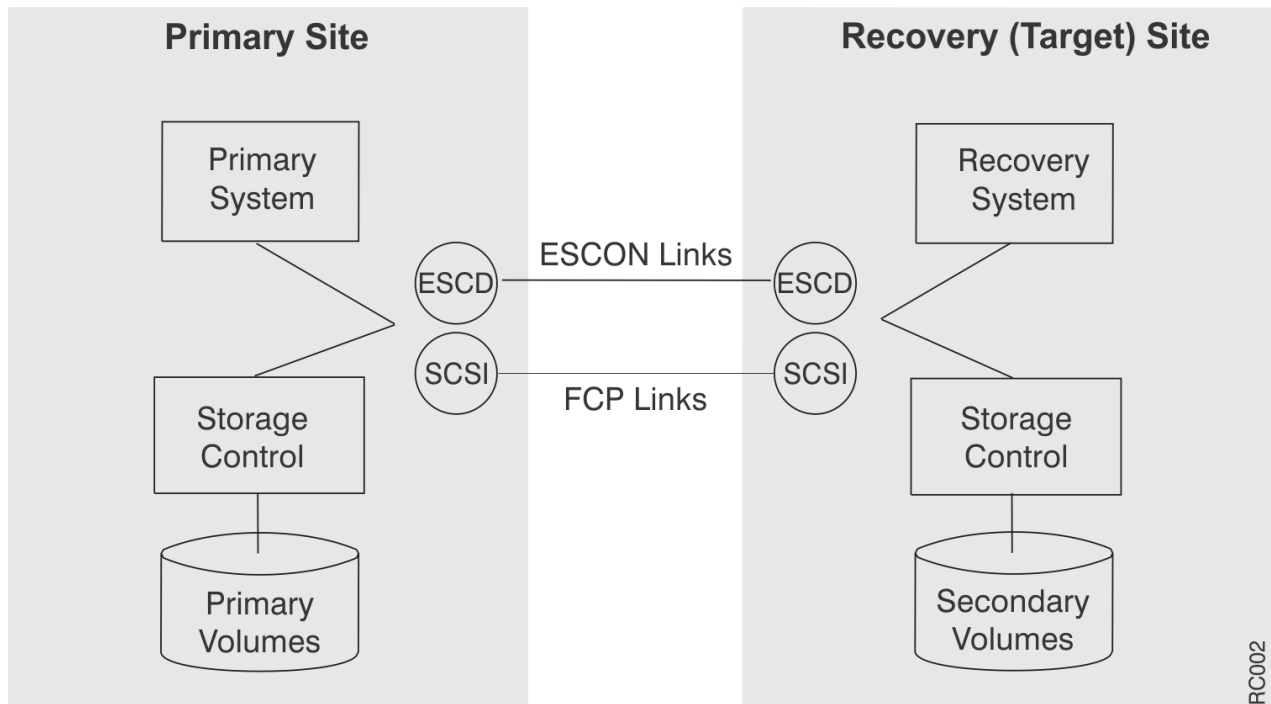 Primary Site
Recovery (Target) Site
Primary
System
Recovery
System
ESCON Links
ESCD
ESCD
SCSI
SCSI
FCP Links
Storage
Control
Storage
Control
Primary
Volumes
Secondary
Volumes
RC002